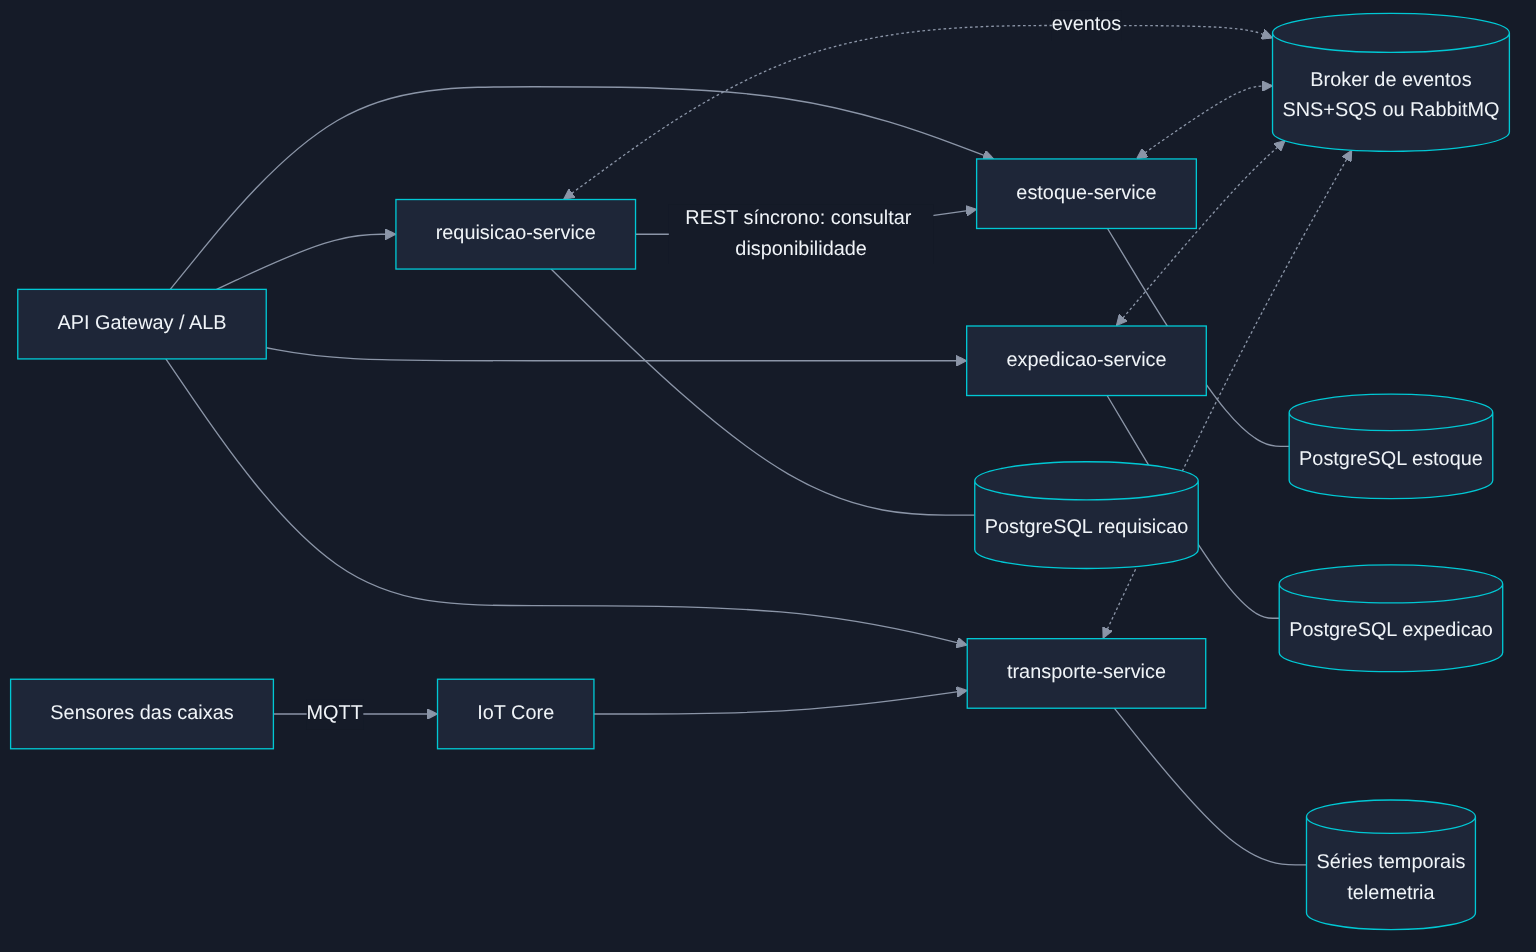 eventos
Broker de eventos
SNS+SQS ou RabbitMQ
estoque-service
REST síncrono: consultar
disponibilidade
requisicao-service
API Gateway / ALB
expedicao-service
PostgreSQL estoque
PostgreSQL requisicao
PostgreSQL expedicao
transporte-service
Sensores das caixas
MQTT
IoT Core
Séries temporais
telemetria